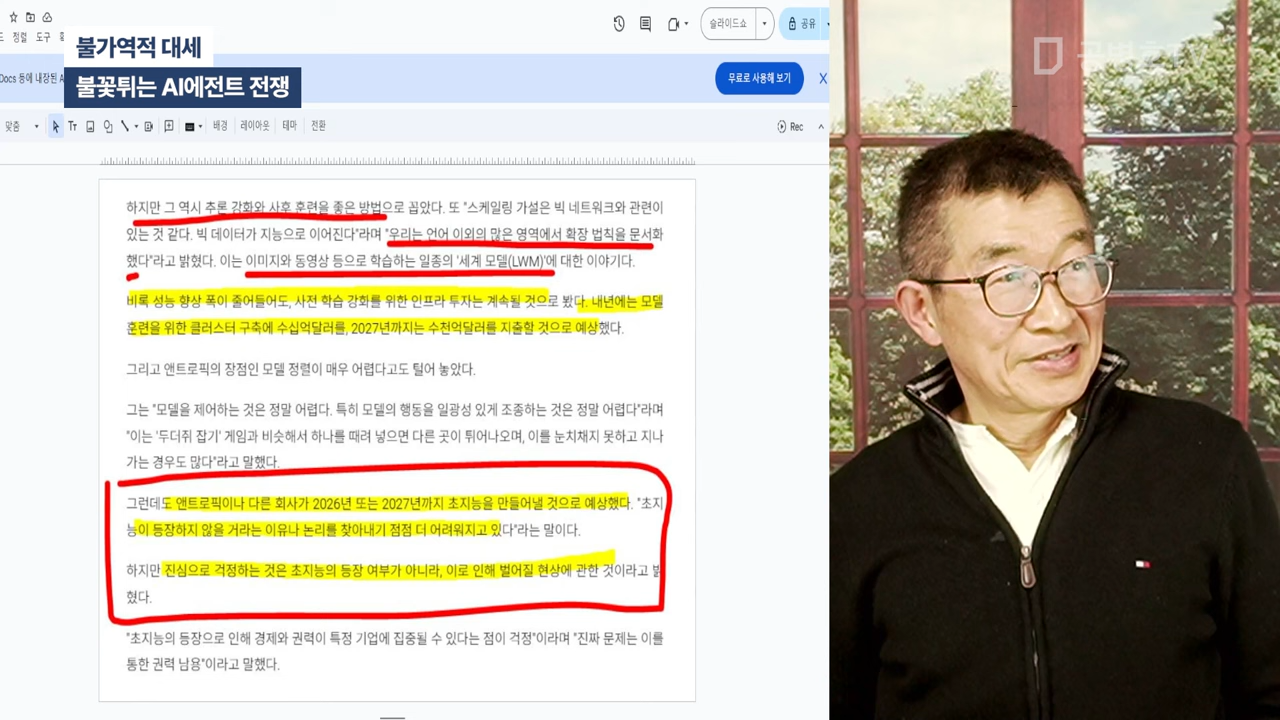 슬라이드쇼
공유
정렬 도구
불가역적 대세
Docs 등에 내장된
불꽃튀는 AI에전트 전쟁
무료로 사용해 보기
X
맞춤
Tт
배경 레이아웃 테마 전환
Rec
하지만 그 역시 추론 강화와 사후 훈련을 좋은 방법으로 꼽았다. 또 "스케일링 가설은 빅 네트워크와 관련이
있는 것 같다. 빅 데이터가 지능으로 이어진다"라며 "우리는 언어 이외의 많은 영역에서 확장 법칙을 문서화
했다"라고 밝혔다. 이는 이미지와 동영상 등으로 학습하는 일종의 '세계 모델(LWM)'에 대한 이야기다.
비록 성능 향상 폭이 줄어들어도, 사전 학습 강화를 위한 인프라 투자는 계속될 것으로 봤다. 내년에는 모델
훈련을 위한 클러스터 구축에 수십억달러를, 2027년까지는 수천억달러를 지출할 것으로 예상했다.
그리고 앤트로픽의 장점인 모델 정렬이 매우 어렵다고도 털어 놓았다.
그는 "모델을 제어하는 것은 정말 어렵다. 특히 모델의 행동을 일괄성 있게 조종하는 것은 정말 어렵다"라며
"이는 '두더쥐 잡기' 게임과 비슷해서 하나를 때려 넣으면 다른 곳이 튀어나오며, 이를 눈치채지 못하고 지나
가는 경우도 많다"라고 말했다.
그런데도 앤트로픽이나 다른 회사가 2026년 또는 2027년까지 초지능을 만들어낼 것으로 예상했다. "초지
능이 등장하지 않을 거라는 이유나 논리를 찾아내기 점점 더 어려워지고 있다"라는 말이다.
하지만 진심으로 걱정하는 것은 초지능의 등장 여부가 아니라, 이로 인해 벌어질 현상에 관한 것이라고 밝
혔다.
"초지능의 등장으로 인해 경제와 권력이 특정 기업에 집중될 수 있다는 점이 걱정"이라며 "진짜 문제는 이를
통한 권력 남용"이라고 말했다.
공병호TV